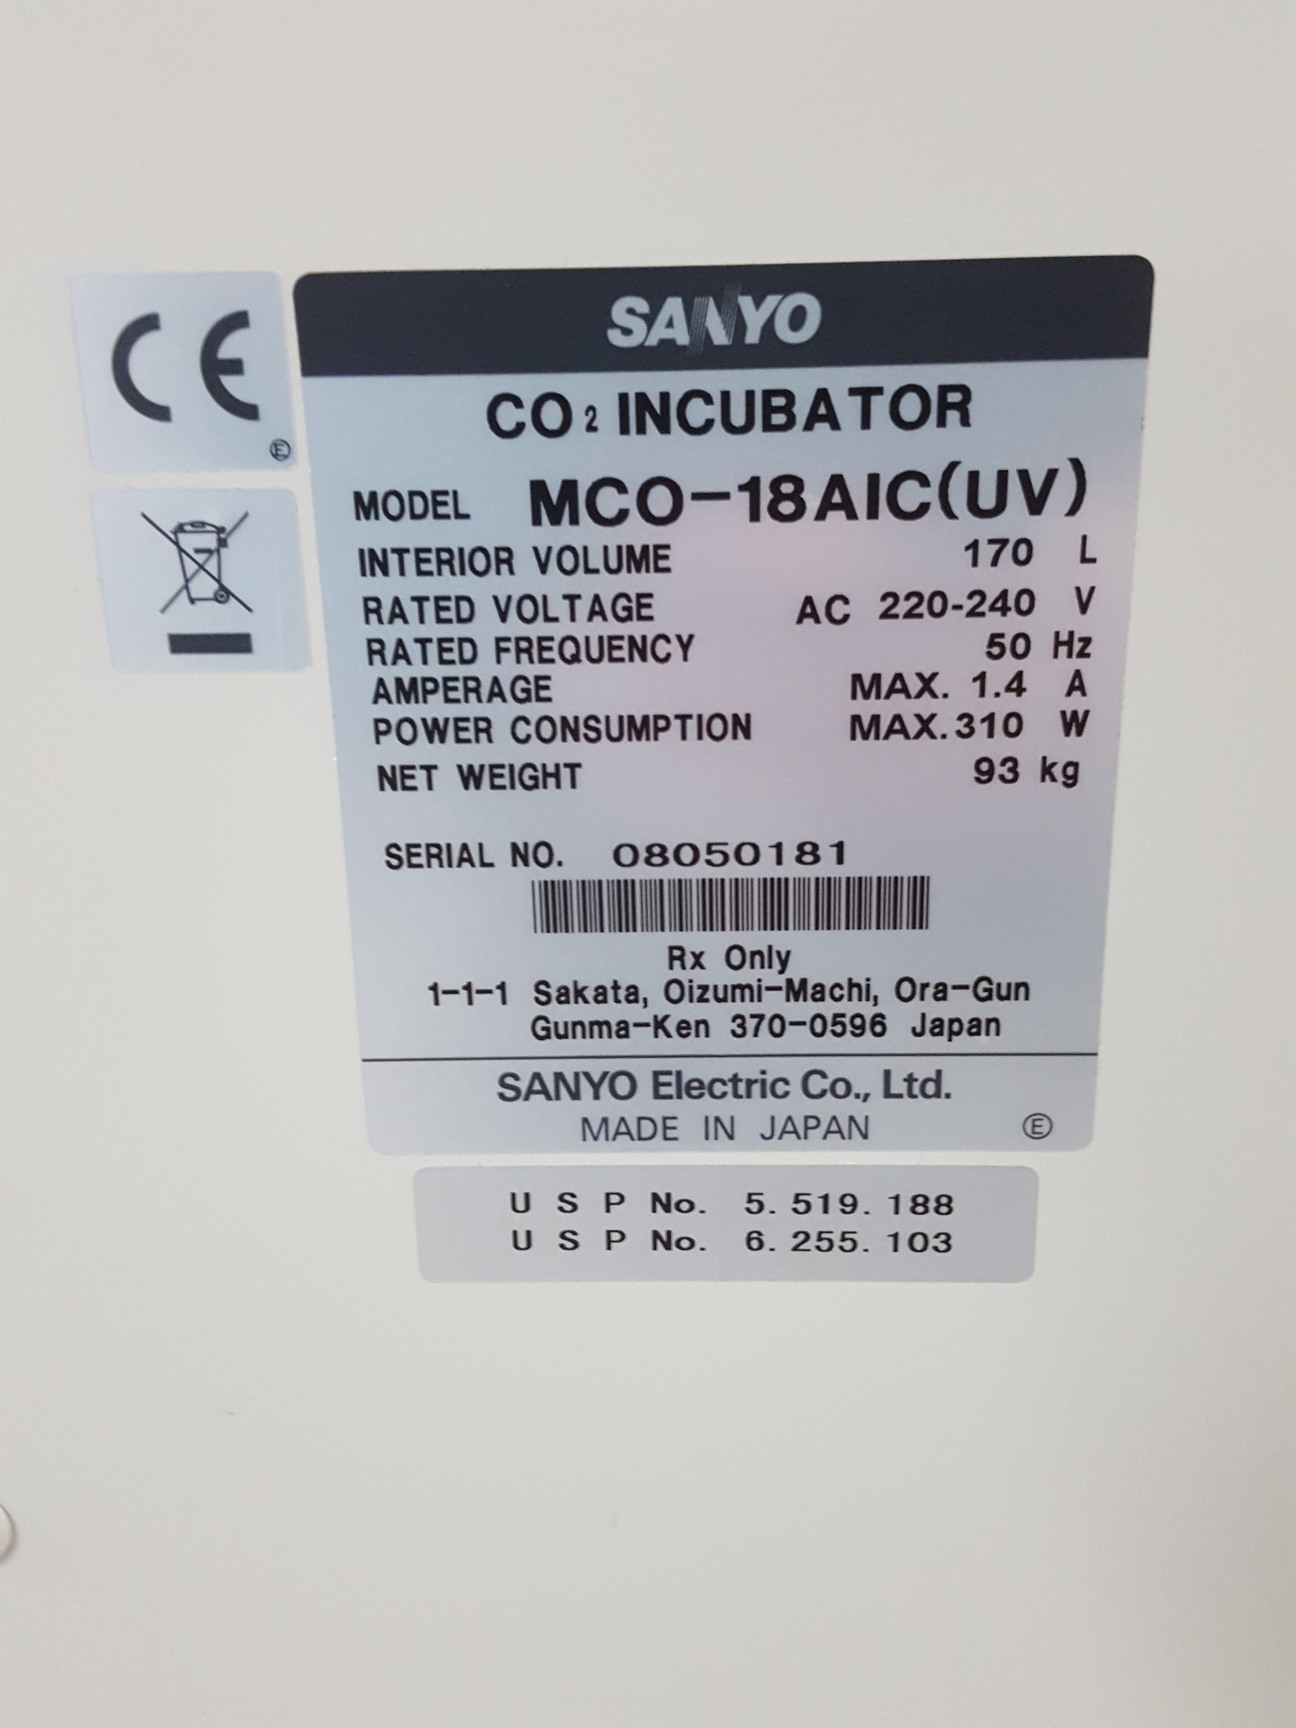 CE
E
SANYO
CO2 INCUBATOR
MODEL MCO-18AIC(UV)
INTERIOR VOLUME 170 L
RATED VOLTAGE AC 220-240 V
RATED FREQUENCY 50 Hz
AMPERAGE MAX. 1.4 A
POWER CONSUMPTION MAX. 310 W
NET WEIGHT 93 kg
SERIAL NO. 08050181
Rx Only
1-1-1 Sakata, Oizumi-Machi, Ora-Gun
Gunma-Ken 370-0596 Japan
SANYO Electric Co., Ltd.
MADE IN JAPAN Ⓔ
U S P No. 5. 519. 188
U S P No. 6. 255. 103